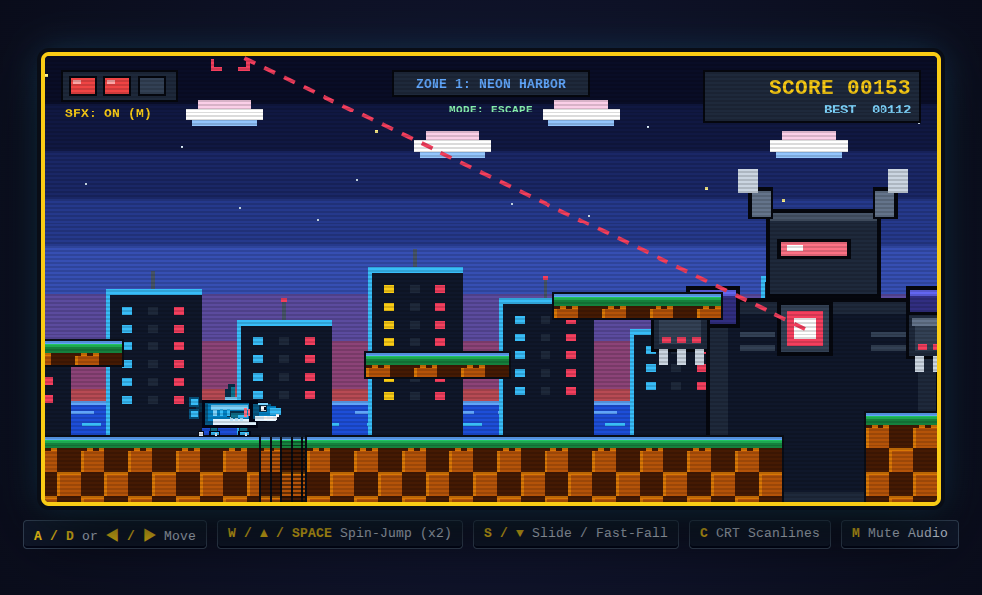 ZONE 1: NEON HARBOR
SCORE 00153
BEST 00112
SFX: ON (M)
MODE: ESCAPE
A / D or ◀ / ▶ Move
W / ▲ / SPACE Spin-Jump (x2)
S / ▼ Slide / Fast-Fall
C CRT Scanlines
M Mute Audio